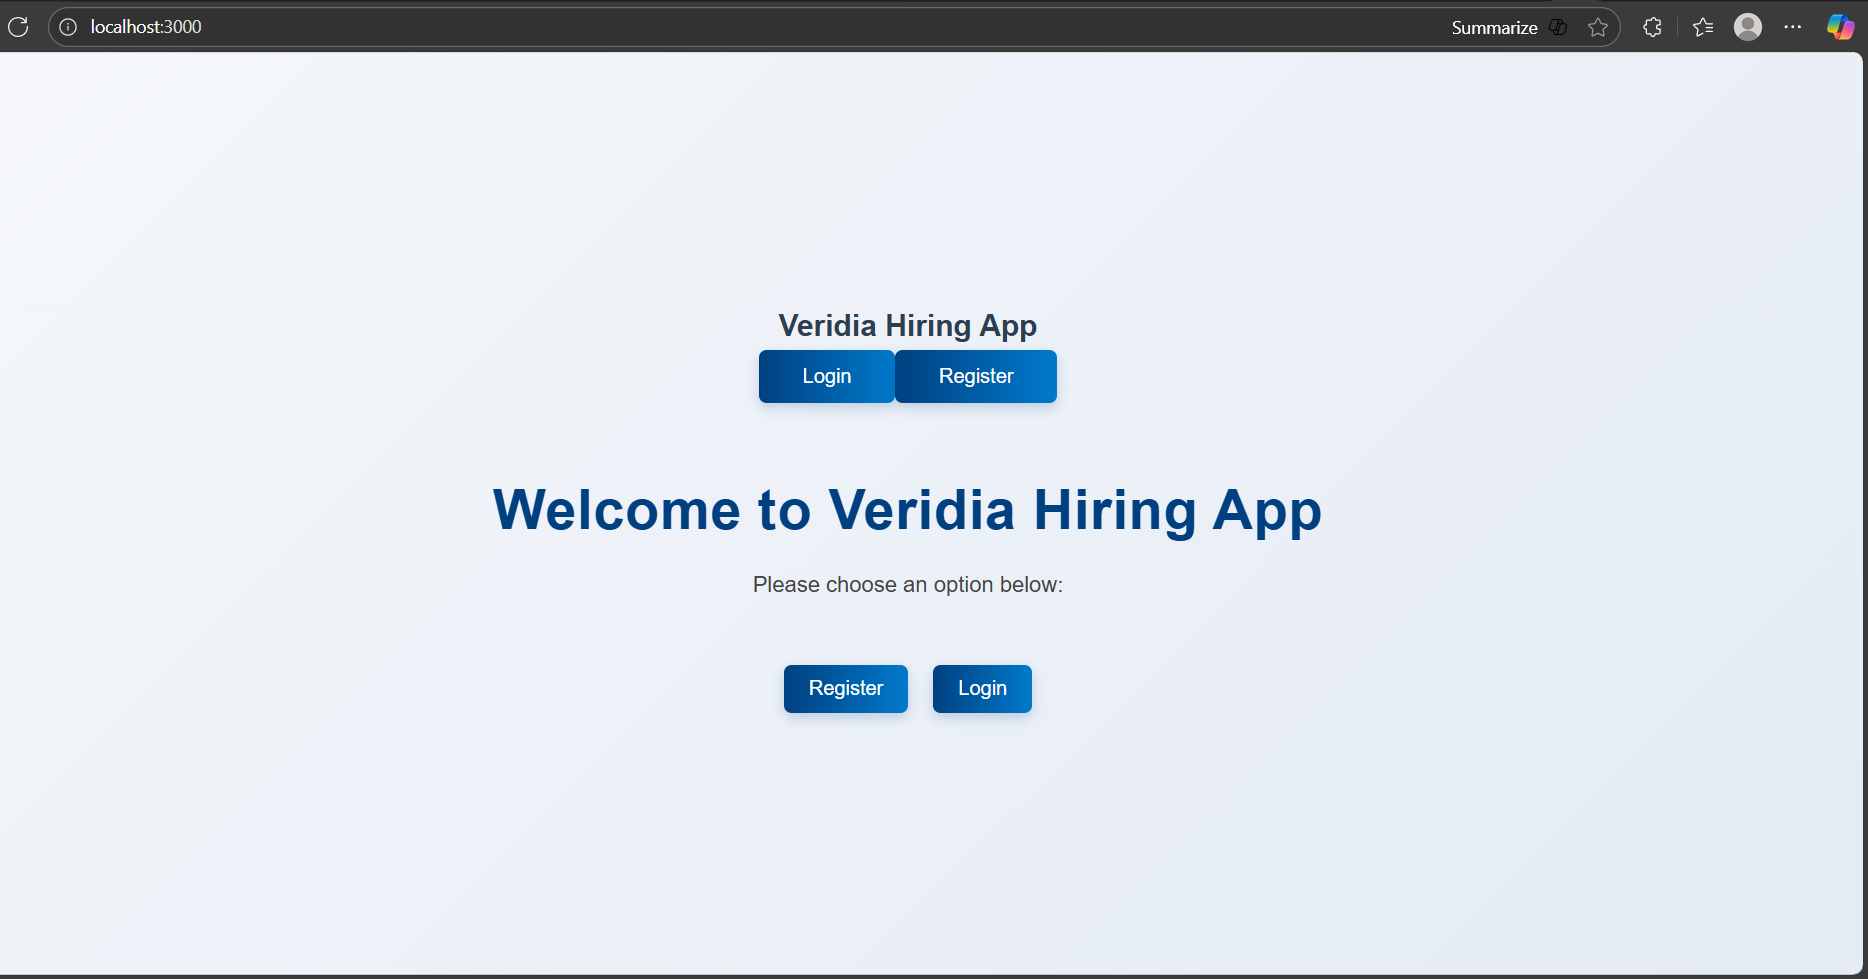 localhost:3000 Summarize
Veridia Hiring App
Login Register
Welcome to Veridia Hiring App
Please choose an option below:
Register Login